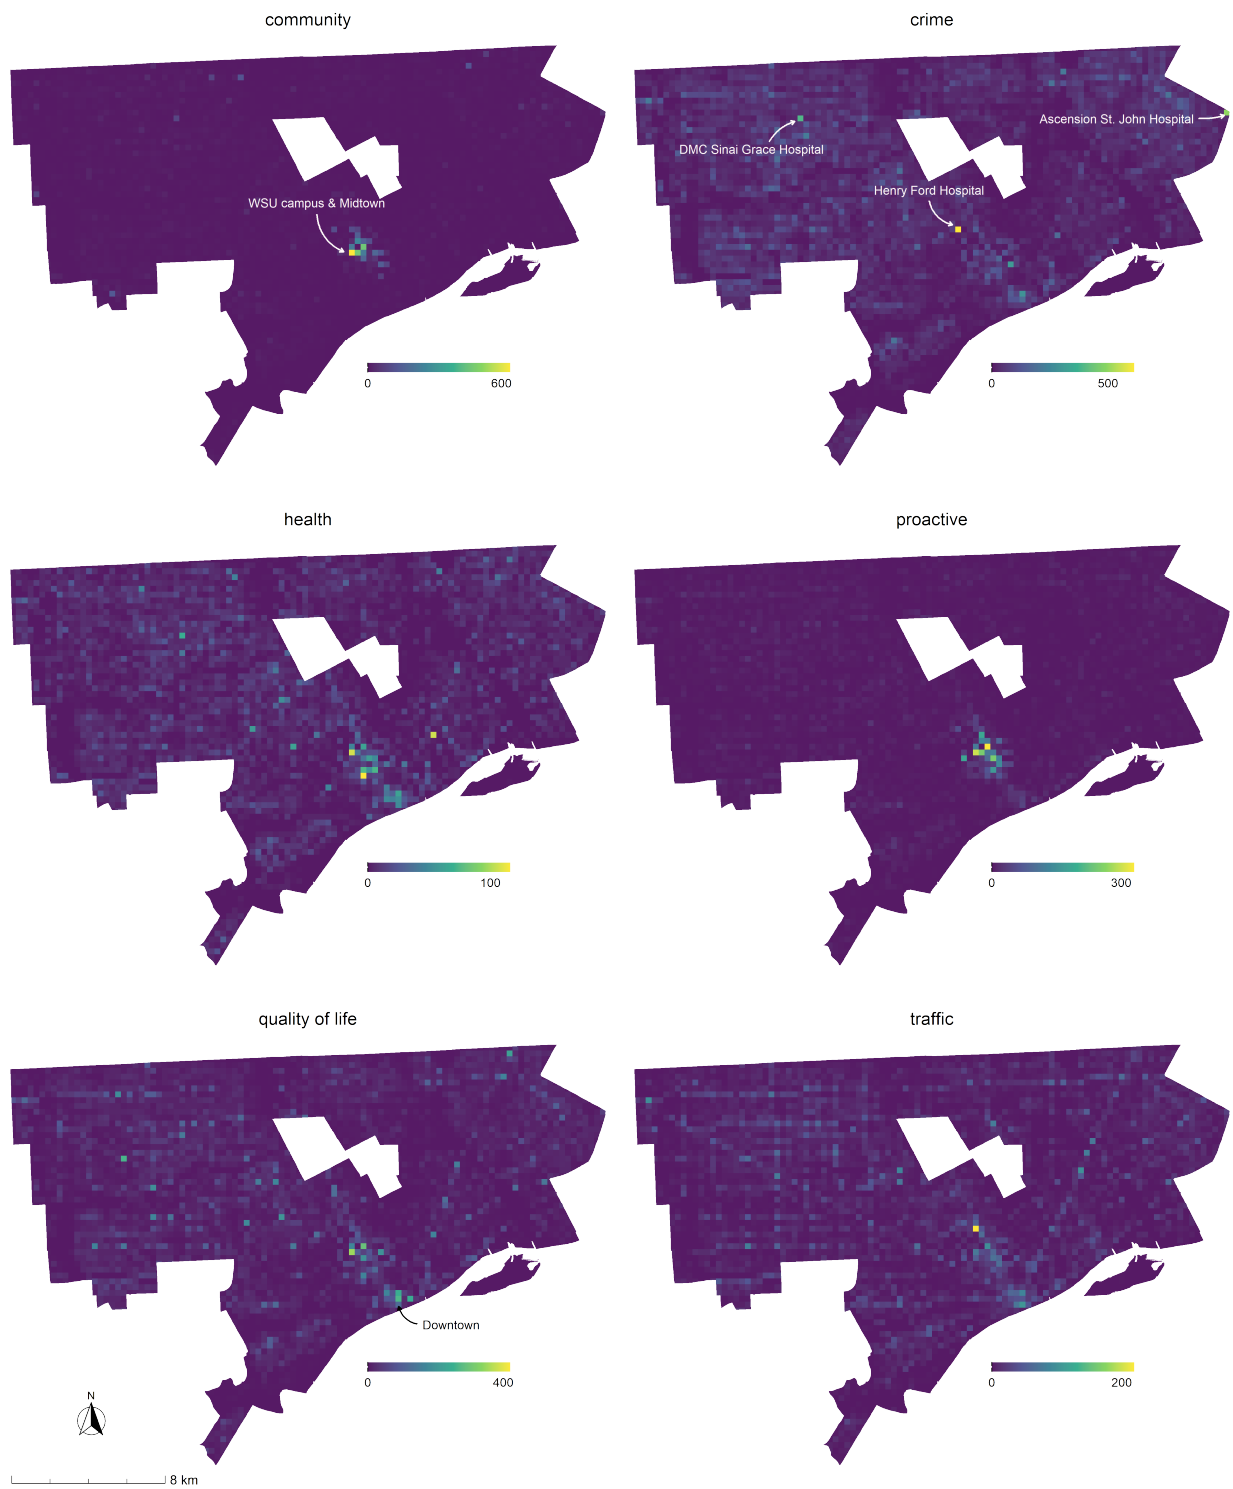 community
crime
Ascension St. John Hospital
DMC Sinai Grace Hospital
Henry Ford Hospital
WSU campus & Midtown
0 600
0 500
health
proactive
0 100
0 300
quality of life
traffic
Downtown
0 400
0 200
N
8 km